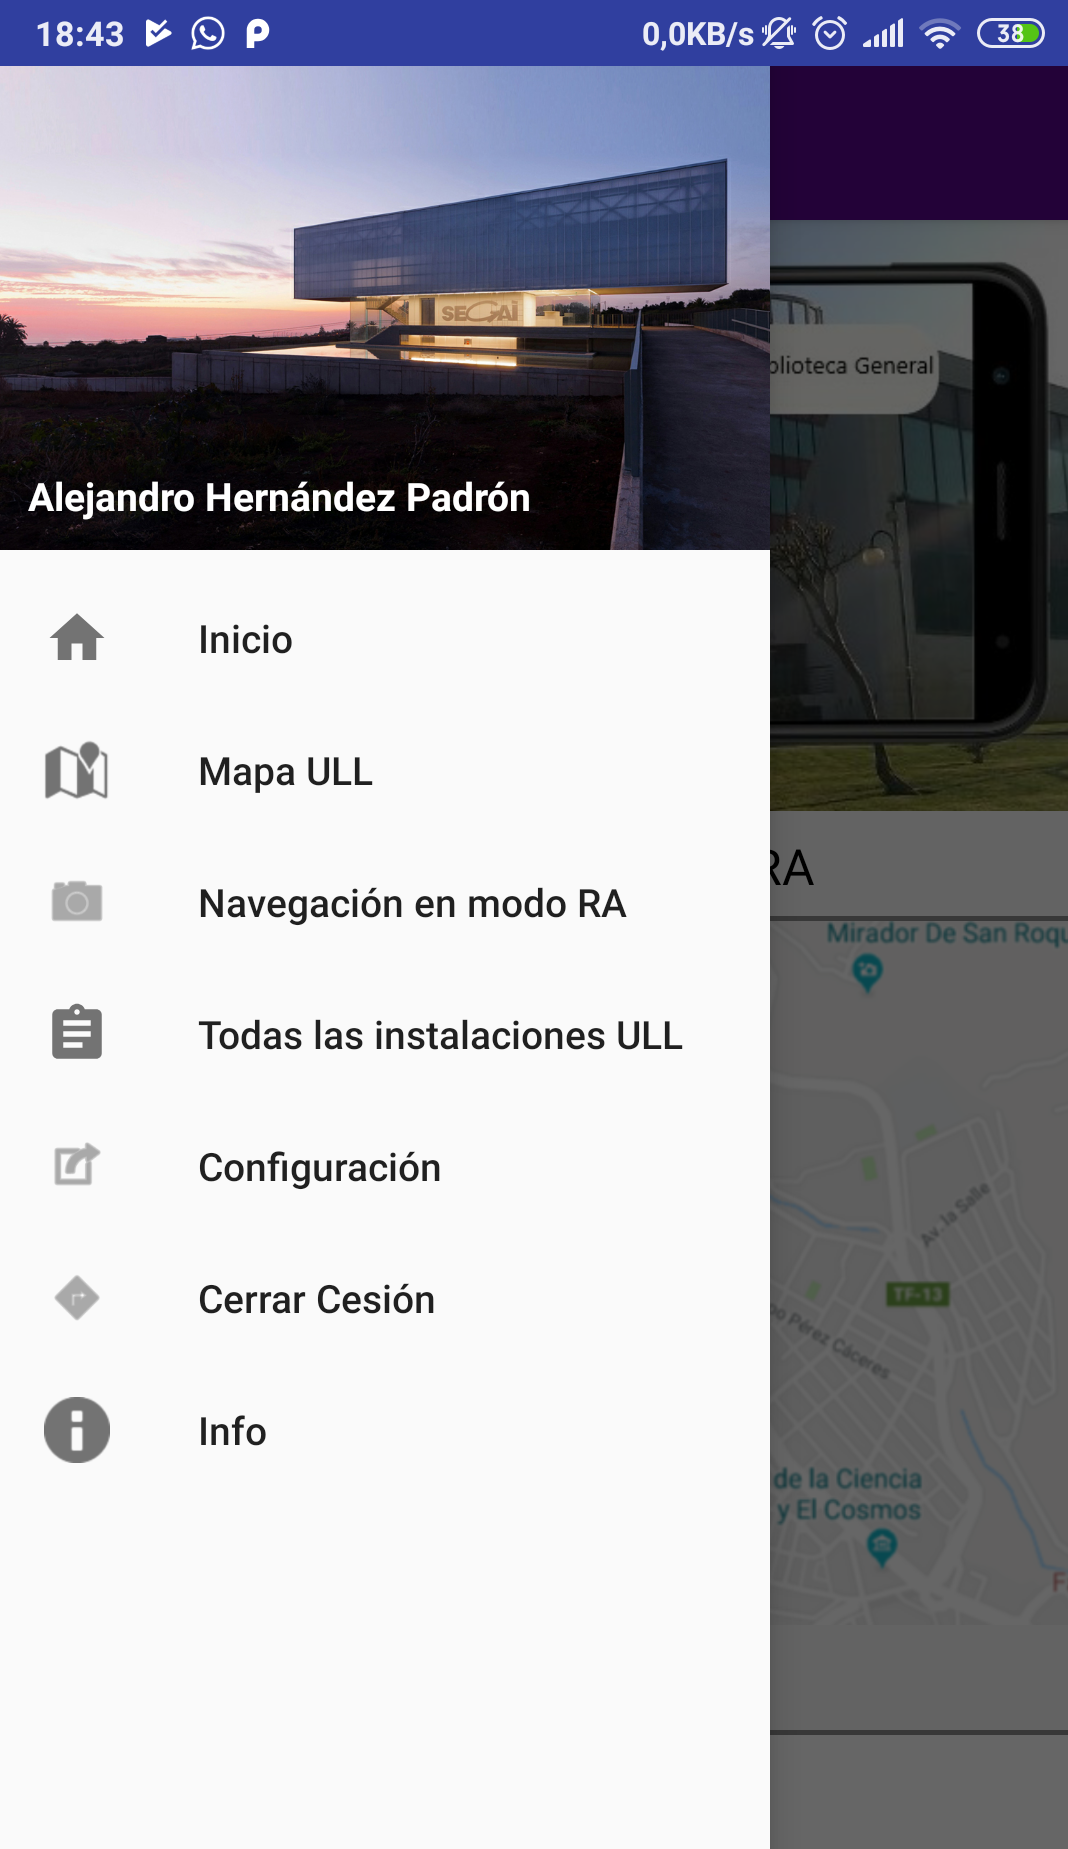 18:43
0,0KB/s
38
SEGAI
Alejandro Hernández Padrón
Inicio
Mapa ULL
Navegación en modo RA
Todas las instalaciones ULL
Configuración
Cerrar Cesión
Info
General
RA
Mirador De San
Av. la Salle
TF-13
Pérez Cáceres
de la Ciencia
y El Cosmos